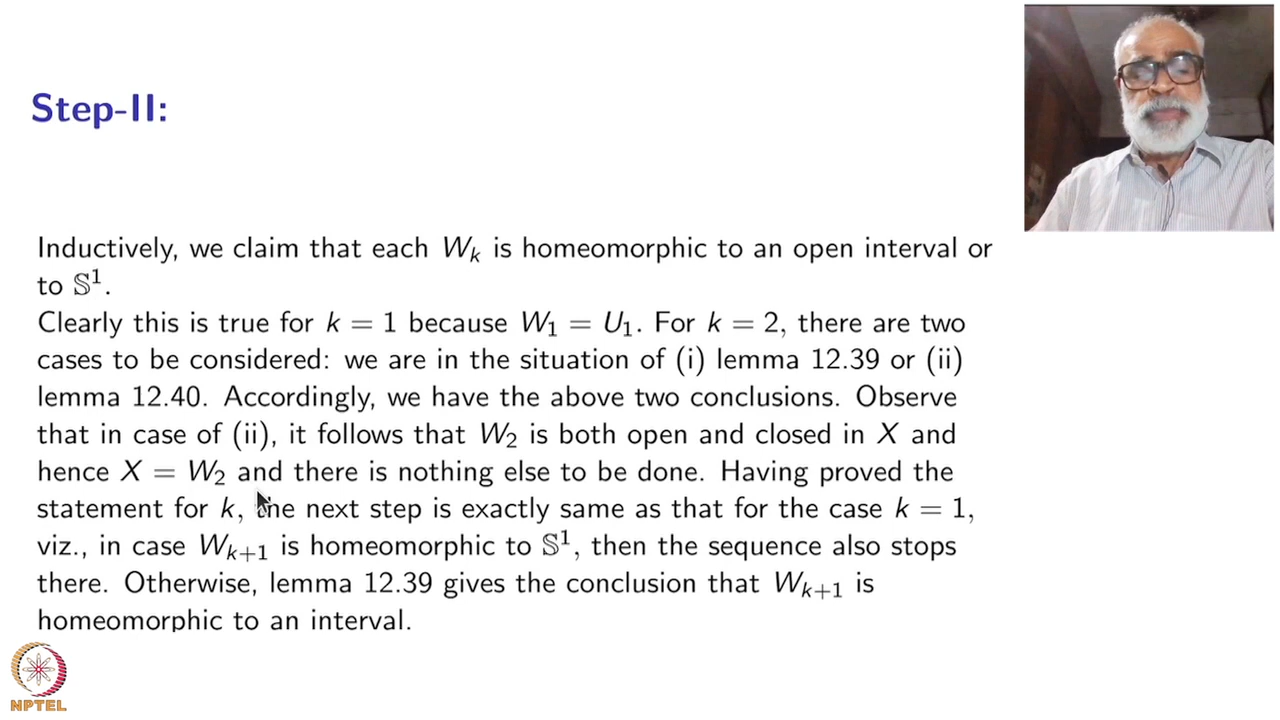 Step-II:
Inductively, we claim that each W_k is homeomorphic to an open interval or
to 𝕊¹.
Clearly this is true for k = 1 because W₁ = U₁. For k = 2, there are two
cases to be considered: we are in the situation of (i) lemma 12.39 or (ii)
lemma 12.40. Accordingly, we have the above two conclusions. Observe
that in case of (ii), it follows that W₂ is both open and closed in X and
hence X = W₂ and there is nothing else to be done. Having proved the
statement for k, the next step is exactly same as that for the case k = 1,
viz., in case W_{k+1} is homeomorphic to 𝕊¹, then the sequence also stops
there. Otherwise, lemma 12.39 gives the conclusion that W_{k+1} is
homeomorphic to an interval.
NPTEL